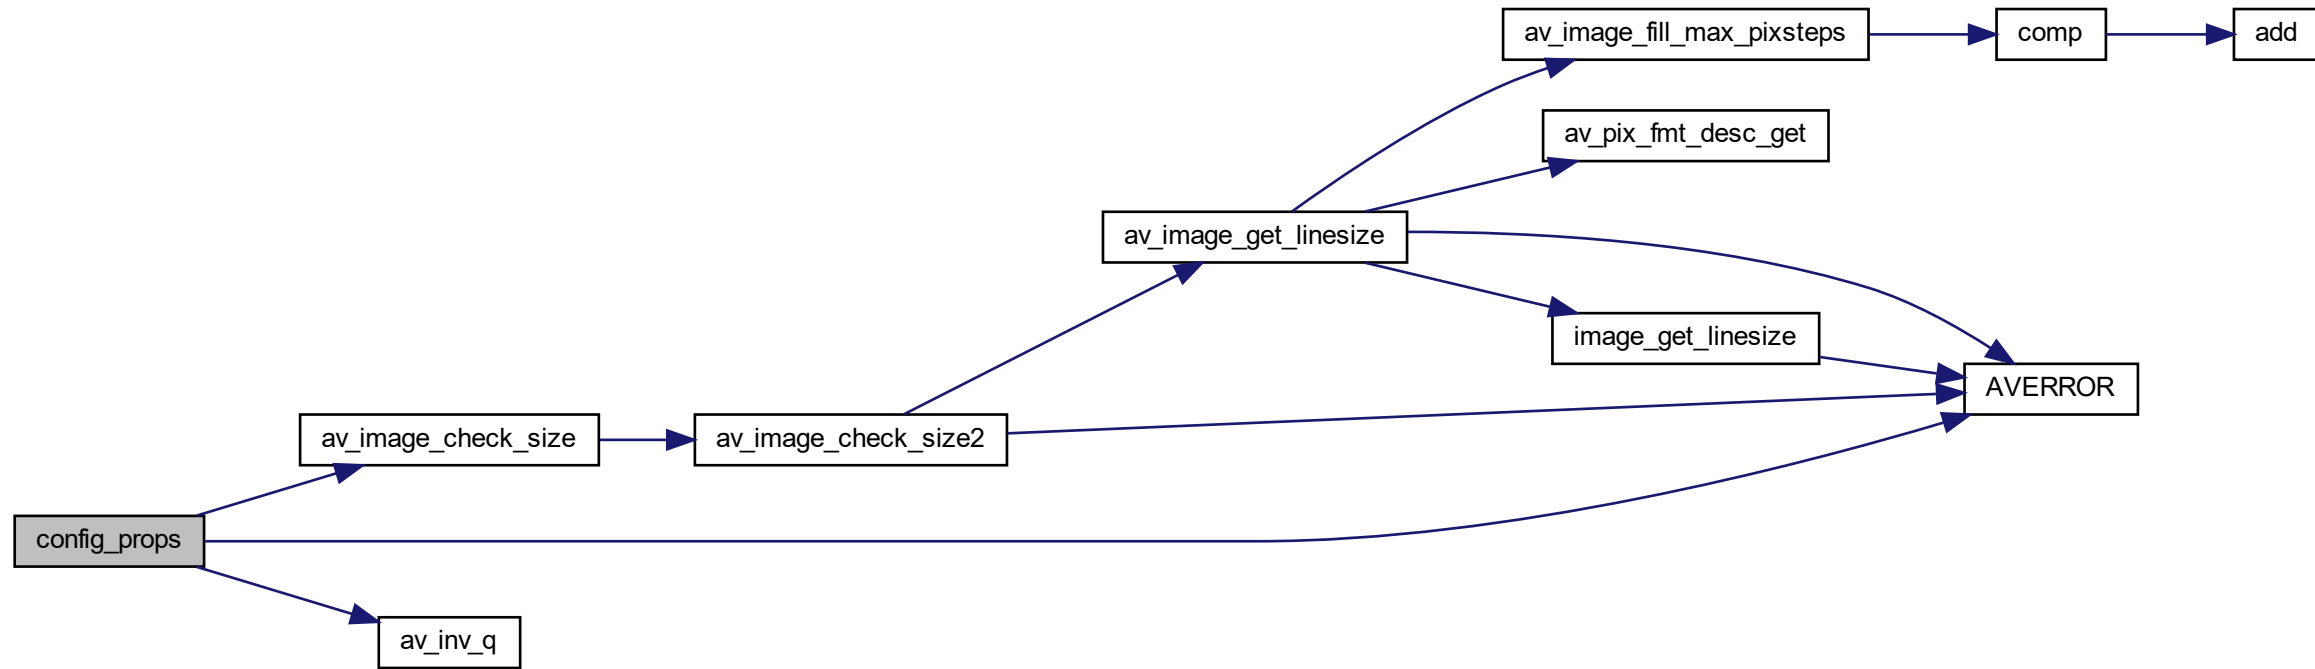 av_image_fill_max_pixsteps
comp
add
av_pix_fmt_desc_get
av_image_get_linesize
image_get_linesize
AVERROR
av_image_check_size
av_image_check_size2
config_props
av_inv_q